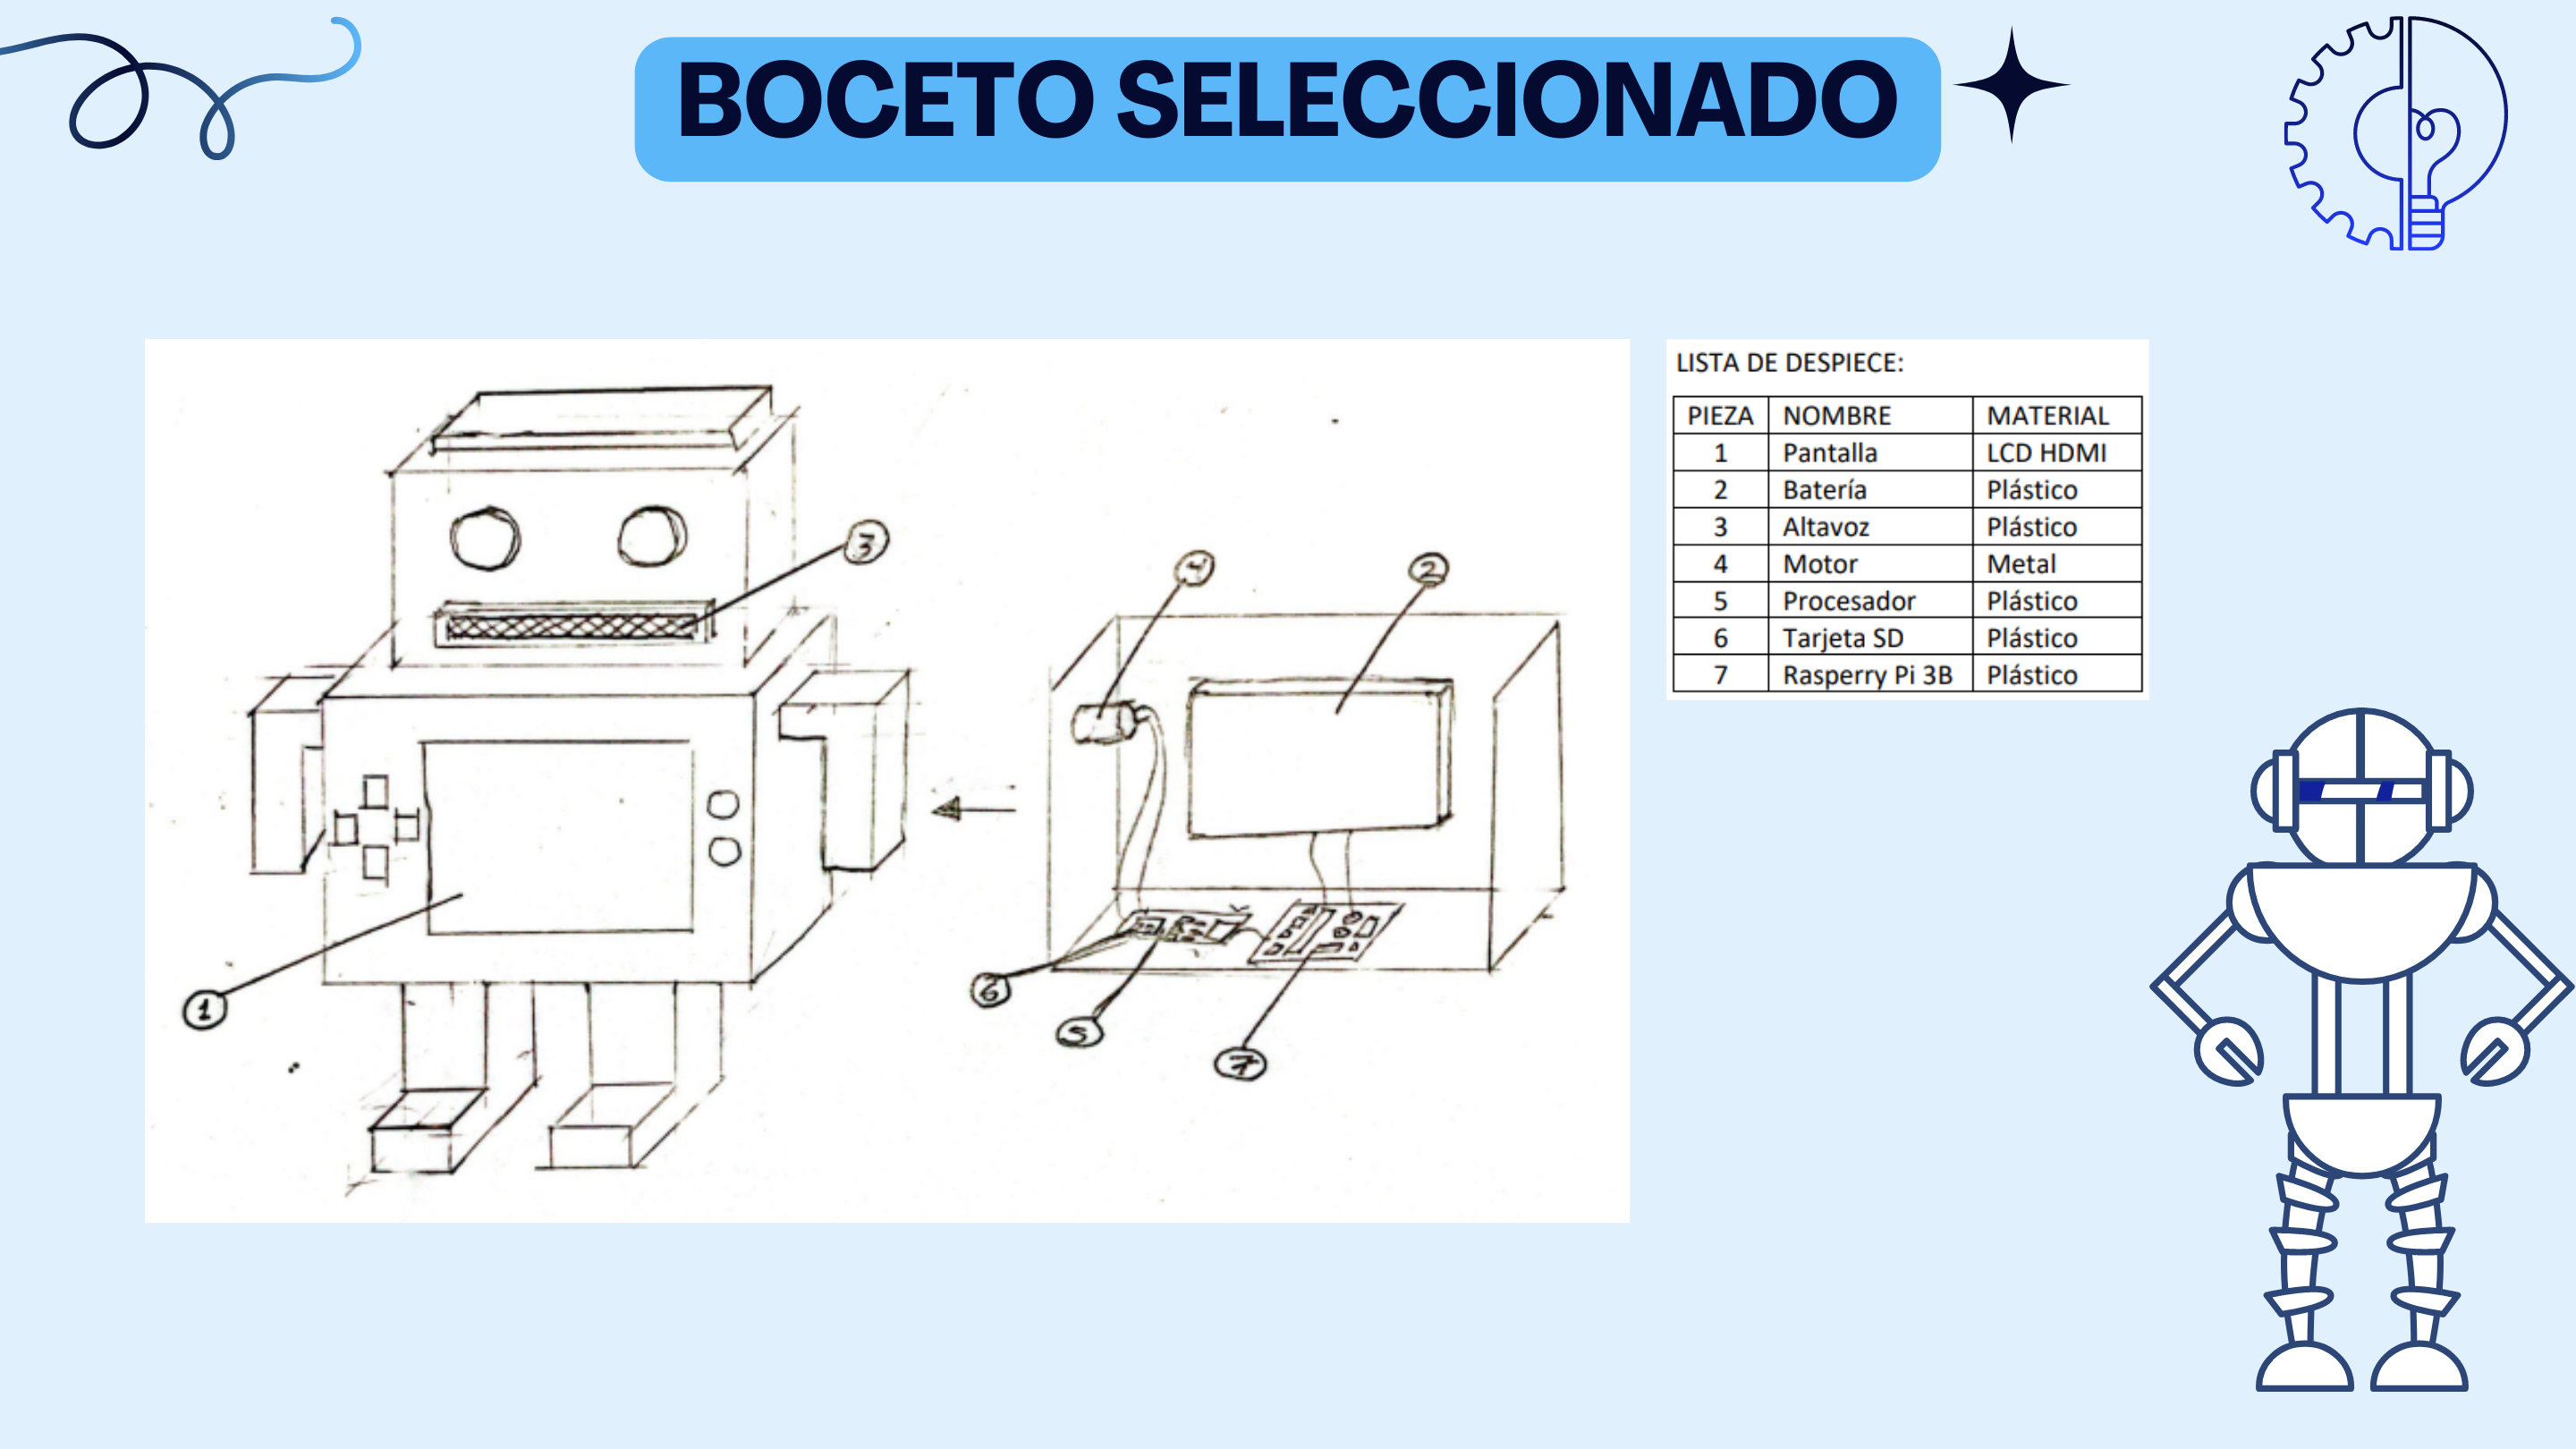 BOCETO SELECCIONADO
3
4
2
1
6
5
7
LISTA DE DESPIECE:
PIEZA NOMBRE MATERIAL
1 Pantalla LCD HDMI
2 Batería Plástico
3 Altavoz Plástico
4 Motor Metal
5 Procesador Plástico
6 Tarjeta SD Plástico
7 Rasperry Pi 3B Plástico